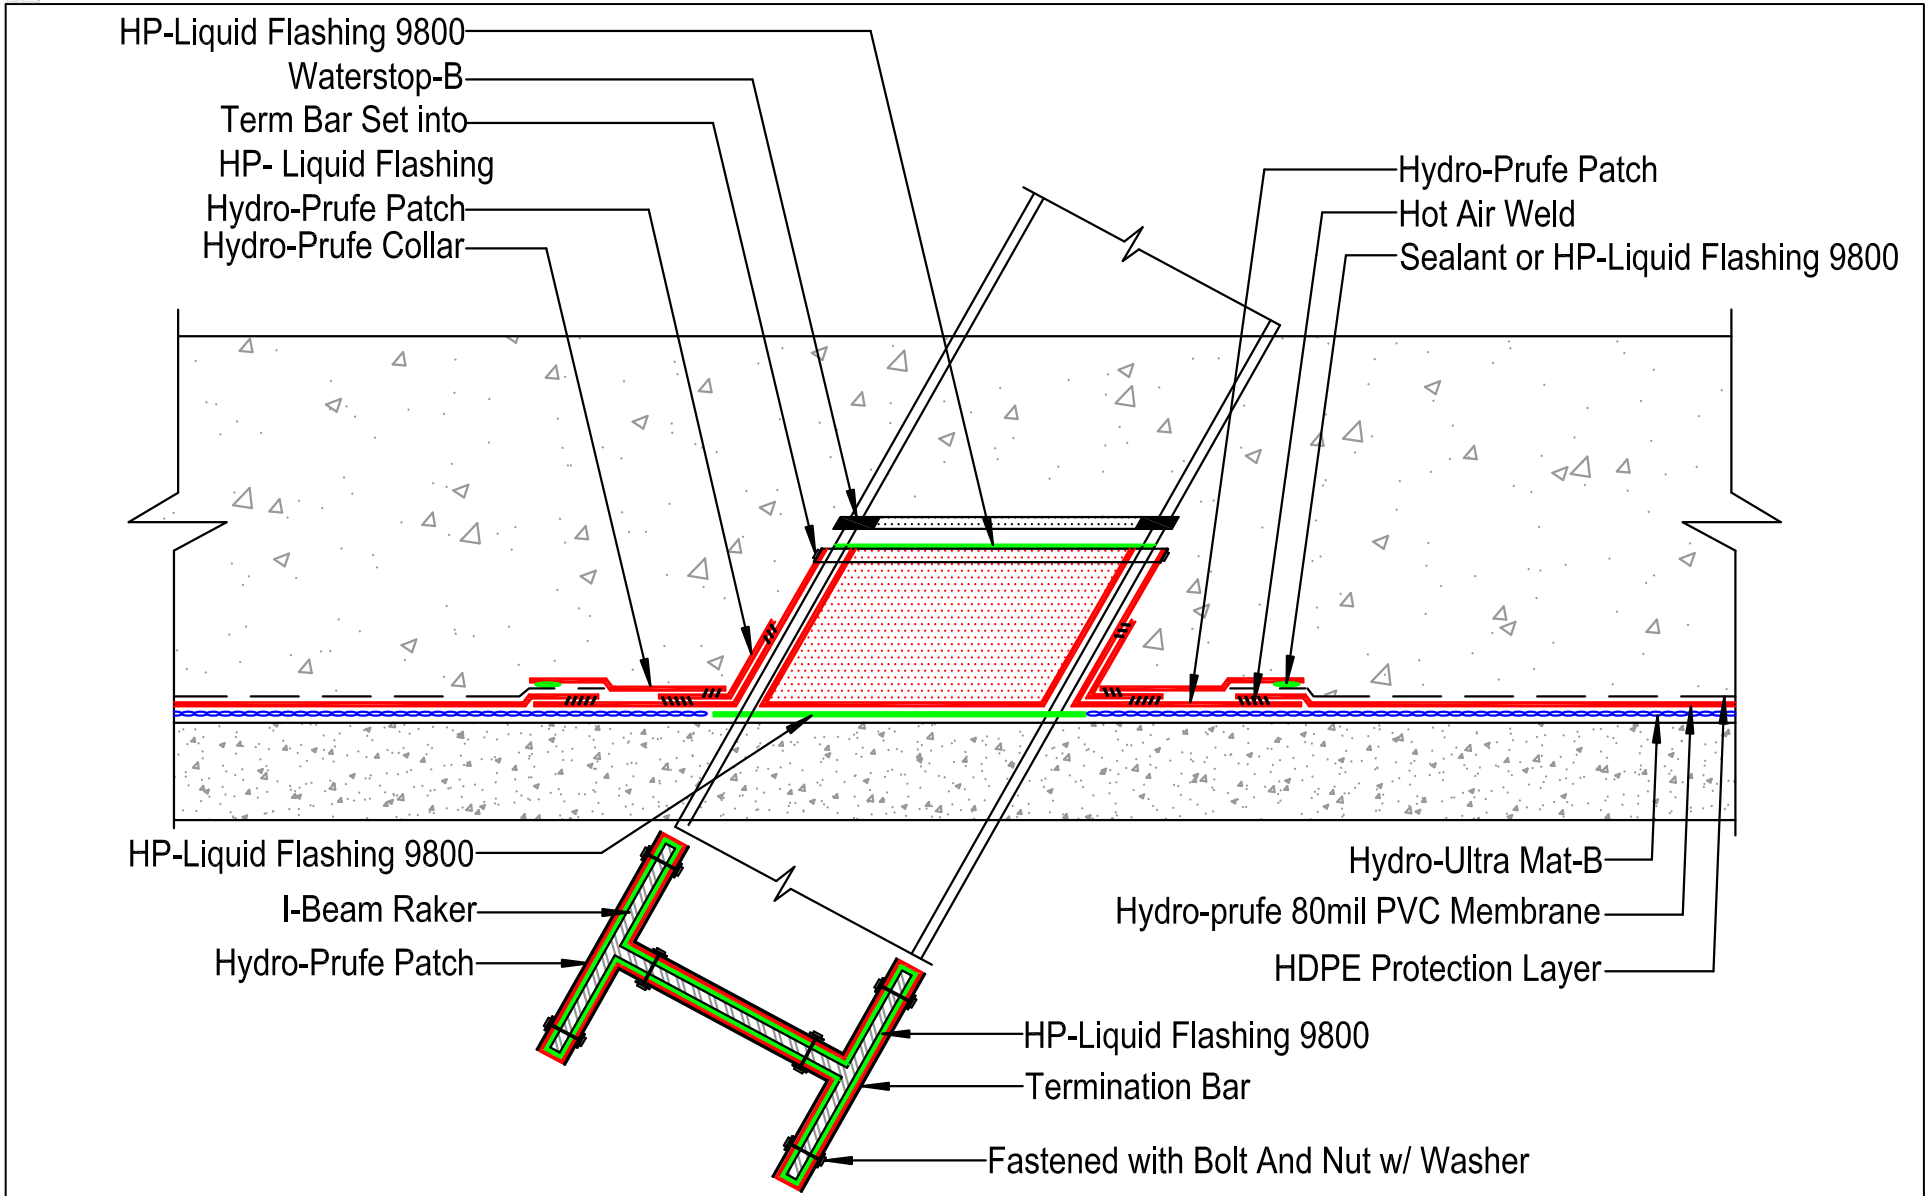 HP-Liquid Flashing 9800
Waterstop-B
Term Bar Set into
HP- Liquid Flashing
Hydro-Prufe Patch
Hydro-Prufe Collar
Hydro-Prufe Patch
Hot Air Weld
Sealant or HP-Liquid Flashing 9800
HP-Liquid Flashing 9800
I-Beam Raker
Hydro-Prufe Patch
Hydro-Ultra Mat-B
Hydro-prufe 80mil PVC Membrane
HDPE Protection Layer
HP-Liquid Flashing 9800
Termination Bar
Fastened with Bolt And Nut w/ Washer